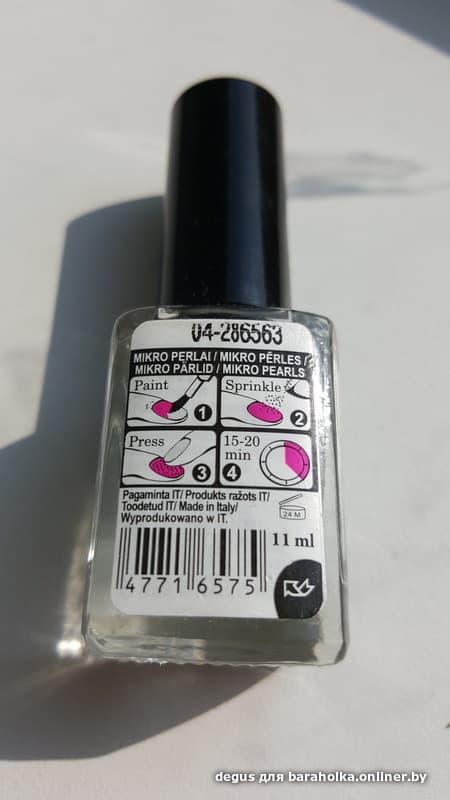 04-286563
MIKRO PERLAI / MIKRO PĒRLES /
MIKRO PÄRLID / MIKRO PEARLS
Paint
1
Sprinkle
2
Press
3
15-20
min
4
Pagaminta IT/ Produkts ražots IT/
Toodetud IT/ Made in Italy/
Wyprodukowano w IT.
24 M
11 ml
4771 6575
degus для baraholka.onliner.by